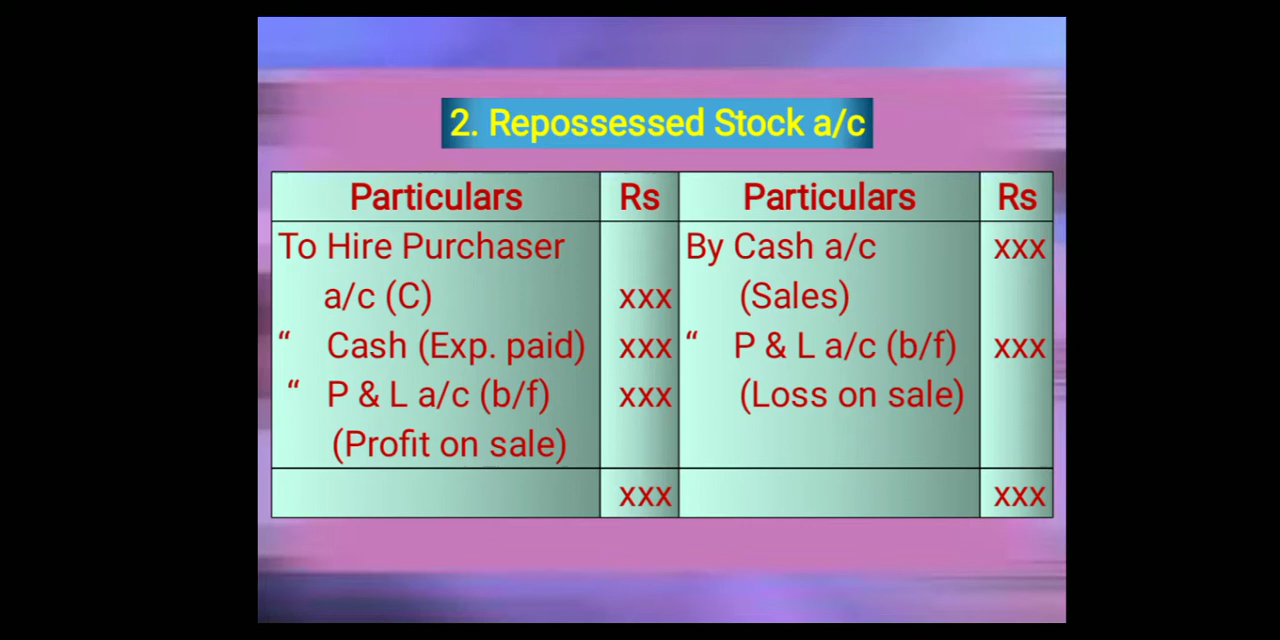 2. Repossessed Stock a/c
Particulars Rs Particulars Rs
To Hire Purchaser By Cash a/c xxx
a/c (C) xxx (Sales)
“ Cash (Exp. paid) xxx “ P & L a/c (b/f) xxx
“ P & L a/c (b/f) xxx (Loss on sale)
(Profit on sale)
xxx xxx